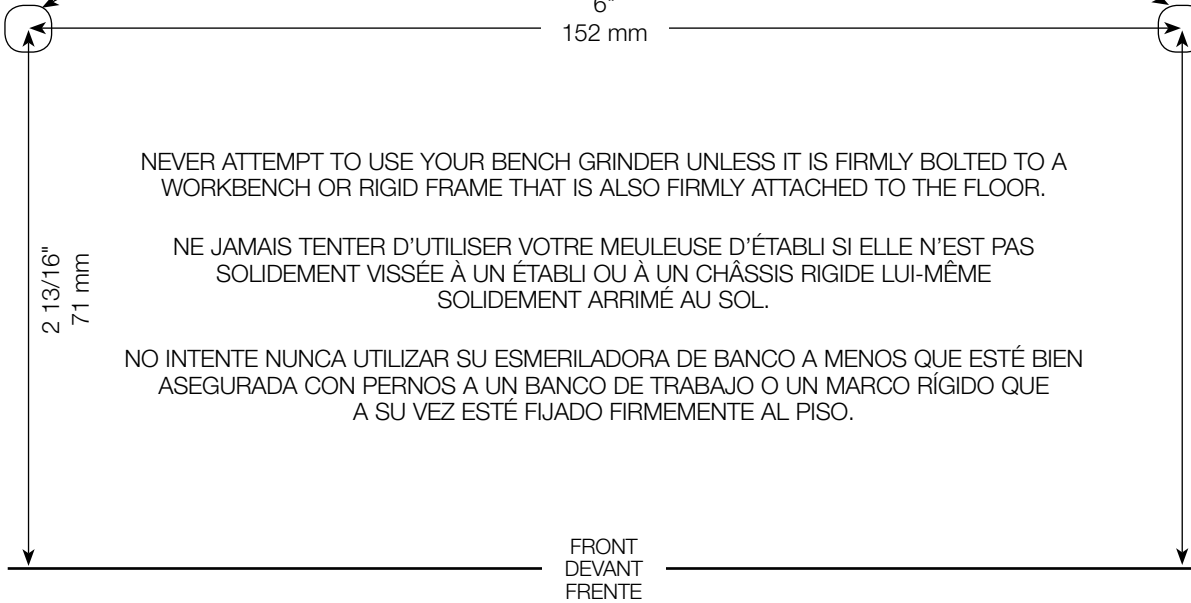 6"
152 mm
NEVER ATTEMPT TO USE YOUR BENCH GRINDER UNLESS IT IS FIRMLY BOLTED TO A
WORKBENCH OR RIGID FRAME THAT IS ALSO FIRMLY ATTACHED TO THE FLOOR.
NE JAMAIS TENTER D’UTILISER VOTRE MEULEUSE D’ÉTABLI SI ELLE N’EST PAS
SOLIDEMENT VISSÉE À UN ÉTABLI OU À UN CHÂSSIS RIGIDE LUI-MÊME
SOLIDEMENT ARRIMÉ AU SOL.
2 13/16"
71 mm
NO INTENTE NUNCA UTILIZAR SU ESMERILADORA DE BANCO A MENOS QUE ESTÉ BIEN
ASEGURADA CON PERNOS A UN BANCO DE TRABAJO O UN MARCO RÍGIDO QUE
A SU VEZ ESTÉ FIJADO FIRMEMENTE AL PISO.
FRONT
DEVANT
FRENTE